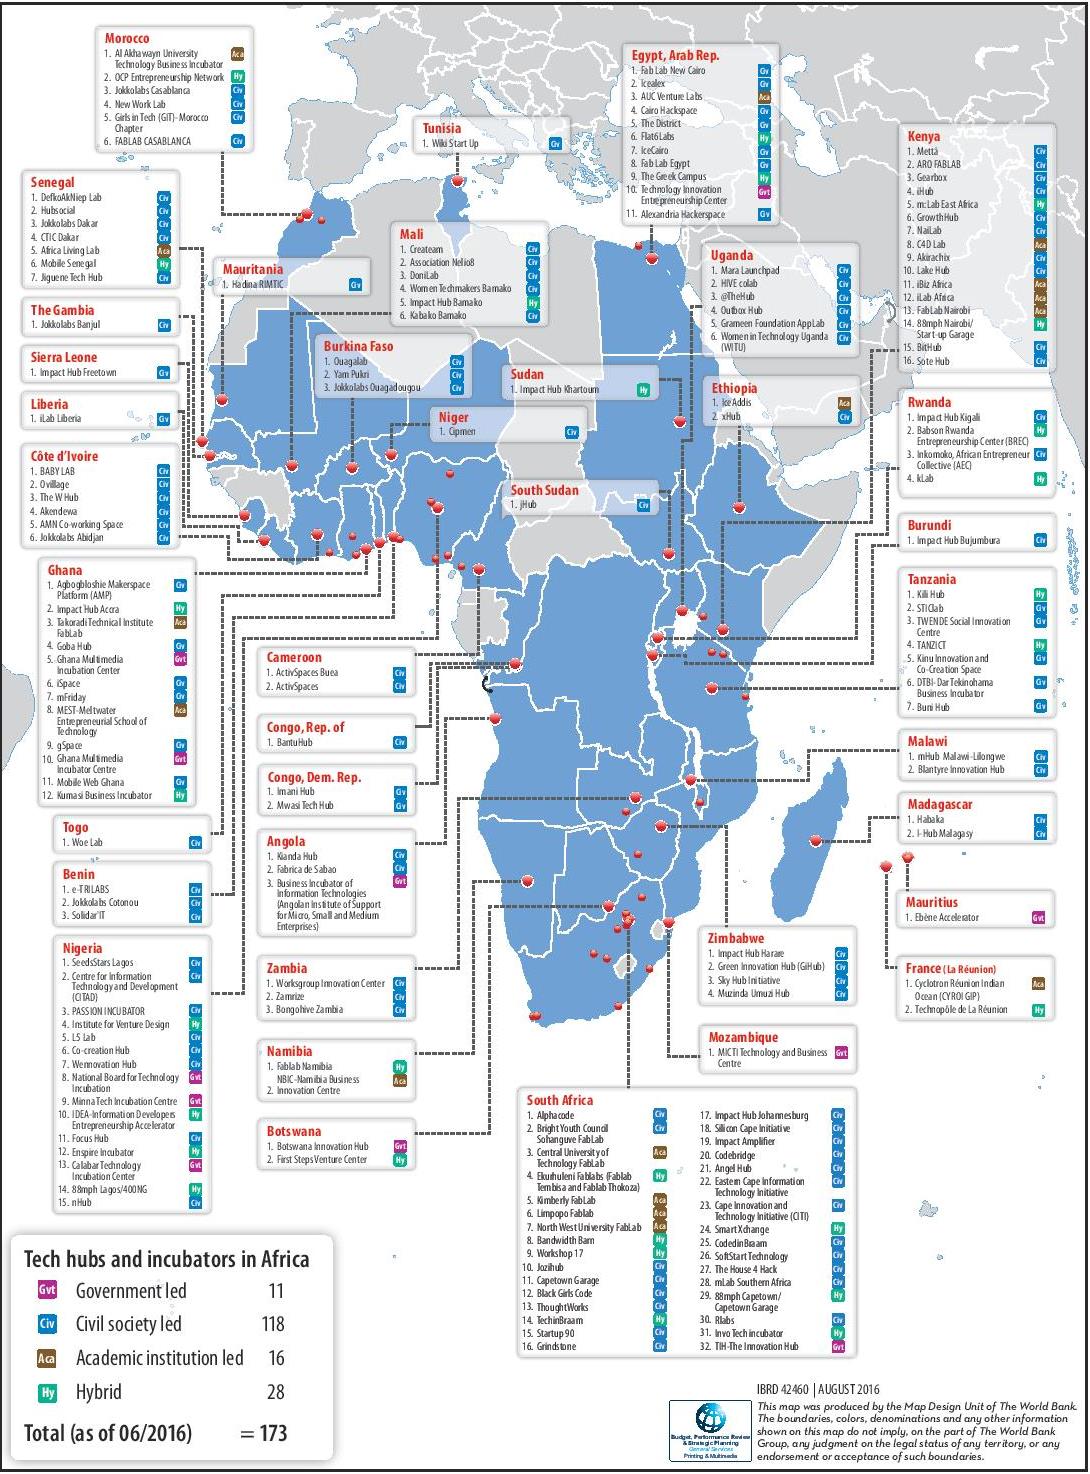 Morocco
1. Al Akhawayn University Aca
Technology Business Incubator
2. OCP Entrepreneurship Network Hy
3. Jokkolabs Casablanca Civ
4. New Work Lab Civ
5. Girls in Tech (GIT)- Morocco Civ
Chapter
6. FABLAB CASABLANCA Civ
Tunisia
1. Wiki Start Up Civ
Egypt, Arab Rep.
1. Fab Lab New Cairo Civ
2. Icealex Civ
3. AUC Venture Labs Aca
4. Cairo Hackspace Civ
5. The District Civ
6. Flat6Labs Hy
7. IceCairo Civ
8. Fab Lab Egypt Civ
9. The Greek Campus Hy
10. Technology Innovation Gvt
Entrepreneurship Center
11. Alexandria Hackerspace Civ
Kenya
1. Metta Civ
2. ARO FABLAB Civ
3. Gearbox Civ
4. iHub Civ
5. m:Lab East Africa Hy
6. GrowthHub Civ
7. NaiLab Civ
8. C4D Lab Aca
9. Akirachix Civ
10. Lake Hub Civ
11. iBiz Africa Aca
12. iLab Africa Aca
13. FabLab Nairobi Aca
14. 88mph Nairobi/ Hy
Start-up Garage
15. BitHub Civ
16. Sote Hub Civ
Senegal
1. DefkoAkNiep Lab Civ
2. Hubsocial Civ
3. Jokkolabs Dakar Civ
4. CTIC Dakar Civ
5. Africa Living Lab Aca
6. Mobile Senegal Hy
7. Jiguene Tech Hub Civ
Mauritania
1. Hadina RIMTIC Civ
Mali
1. Createam Civ
2. Association Nelio8 Civ
3. DoniLab Civ
4. Women Techmakers Bamako Civ
5. Impact Hub Bamako Hy
6. Kabako Bamako Civ
Uganda
1. Mara Launchpad Civ
2. HIVE colab Civ
3. @TheHub Civ
4. Outbox Hub Civ
5. Grameen Foundation AppLab Civ
6. Women in Technology Uganda Civ
(WITU)
The Gambia
1. Jokkolabs Banjul Civ
Sierra Leone
1. Impact Hub Freetown Civ
Liberia
1. iLab Liberia Civ
Burkina Faso
1. Ouagalab Civ
2. Yam Pukri Civ
3. Jokkolabs Ouagadougou Civ
Niger
1. Cipmen Civ
Sudan
1. Impact Hub Khartoum Hy
Ethiopia
1. IceAddis Aca
2. xHub Civ
Rwanda
1. Impact Hub Kigali Civ
2. Babson Rwanda Hy
Entrepreneurship Center (BREC)
3. Inkomoko, African Entrepreneur Civ
Collective (AEC)
4. kLab Hy
South Sudan
1. jHub Civ
Côte d'Ivoire
1. BABY LAB Civ
2. Ovillage Civ
3. The W Hub Civ
4. Akendewa Civ
5. AMN Co-working Space Civ
6. Jokkolabs Abidjan Civ
Burundi
1. Impact Hub Bujumbura Civ
Ghana
1. Agbogbloshie Makerspace Civ
Platform (AMP)
2. Impact Hub Accra Hy
3. Takoradi Technical Institute Aca
FabLab
4. Goba Hub Civ
5. Ghana Multimedia Gvt
Incubation Center
6. iSpace Civ
7. mFriday Civ
8. MEST-Meltwater Aca
Entrepreneurial School of
Technology
9. gSpace Civ
10. Ghana Multimedia Gvt
Incubator Centre
11. Mobile Web Ghana Civ
12. Kumasi Business Incubator Hy
Tanzania
1. Kili Hub Hy
2. STIClab Civ
3. TWENDE Social Innovation Civ
Centre
4. TANZICT Hy
5. Kinu Innovation and Civ
Co-Creation Space
6. DTBI-Dar Teknohama Civ
Business Incubator
7. Buni Hub Civ
Cameroon
1. ActivSpaces Buea Civ
2. ActivSpaces Civ
Congo, Rep. of
1. BantuHub Civ
Congo, Dem. Rep.
1. Imani Hub Civ
2. Mwasi Tech Hub Civ
Angola
1. Kianda Hub Civ
2. Fabrica de Sabao Civ
3. Business Incubator of Gvt
Information Technologies
(Angolan Institute of Support
for Micro, Small and Medium
Enterprises)
Malawi
1. mHub Malawi-Lilongwe Civ
2. Blantyre Innovation Hub Civ
Madagascar
1. Habaka Civ
2. I-Hub Malagasy Civ
Togo
1. Woe Lab Civ
Benin
1. e-TRILABS Civ
2. Jokkolabs Cotonou Civ
3. Solidar'IT Civ
Mauritius
1. Ebène Accelerator Gvt
Nigeria
1. SeedsStars Lagos Civ
2. Centre for Information Civ
Technology and Development
(CITAD)
3. PASSION INCUBATOR Civ
4. Institute for Venture Design Hy
5. L5 Lab Civ
6. Co-creation Hub Civ
7. Wennovation Hub Civ
8. National Board for Technology Gvt
Incubation
9. Minna Tech Incubation Centre Gvt
10. IDEA-Information Developers Hy
Entrepreneurship Accelerator
11. Focus Hub Civ
12. Enspire Incubator Hy
13. Calabar Technology Gvt
Incubation Center
14. 88mph Lagos/400NG Hy
15. nHub Civ
Zambia
1. Worksgroup Innovation Center Civ
2. Zamrize Civ
3. Bongohive Zambia Civ
Zimbabwe
1. Impact Hub Harare Civ
2. Green Innovation Hub (GiHub) Civ
3. Sky Hub Initiative Civ
4. Muzinda Umuzi Hub Civ
France (La Réunion)
1. Cyclotron Réunion Indian Aca
Ocean (CYROI GIP)
2. Technopôle de La Réunion Hy
Namibia
1. Fablab Namibia Hy
NBIC-Namibia Business Aca
2. Innovation Centre
Mozambique
1. MICTI Technology and Business Gvt
Centre
Botswana
1. Botswana Innovation Hub Gvt
2. First Steps Venture Center Hy
South Africa
1. Alphacode Civ
2. Bright Youth Council Civ
Sohanguve FabLab
3. Central University of Aca
Technology FabLab
4. Ekurhuleni Fablabs (Fablab Hy
Tembisa and Fablab Thokoza)
5. Kimberly FabLab Aca
6. Limpopo Fablab Aca
7. North West University FabLab Aca
8. Bandwidth Barn Hy
9. Workshop 17 Hy
10. Jozihub Civ
11. Capetown Garage Civ
12. Black Girls Code Civ
13. ThoughtWorks Civ
14. TechinBraam Hy
15. Startup 90 Civ
16. Grindstone Civ
17. Impact Hub Johannesburg Civ
18. Silicon Cape Initiative Civ
19. Impact Amplifier Civ
20. Codebridge Civ
21. Angel Hub Civ
22. Eastern Cape Information Civ
Technology Initiative
23. Cape Innovation and Civ
Technology Initiative (CITI)
24. Smart Xchange Hy
25. CodedinBraam Civ
26. SoftStart Technology Civ
27. The House 4 Hack Civ
28. mLab Southern Africa Civ
29. 88mph Capetown/ Hy
Capetown Garage
30. Rlabs Civ
31. Invo Tech incubator Hy
32. TIH-The Innovation Hub Gvt
Tech hubs and incubators in Africa
Gvt Government led 11
Civ Civil society led 118
Aca Academic institution led 16
Hy Hybrid 28
Total (as of 06/2016) = 173
IBRD 42460 | AUGUST 2016
This map was produced by the Map Design Unit of The World Bank.
The boundaries, colors, denominations and any other information
shown on this map do not imply, on the part of The World Bank
Group, any judgment on the legal status of any territory, or any
endorsement or acceptance of such boundaries.
Budget, Performance Review
& Strategic Planning
General Services
Printing & Multimedia